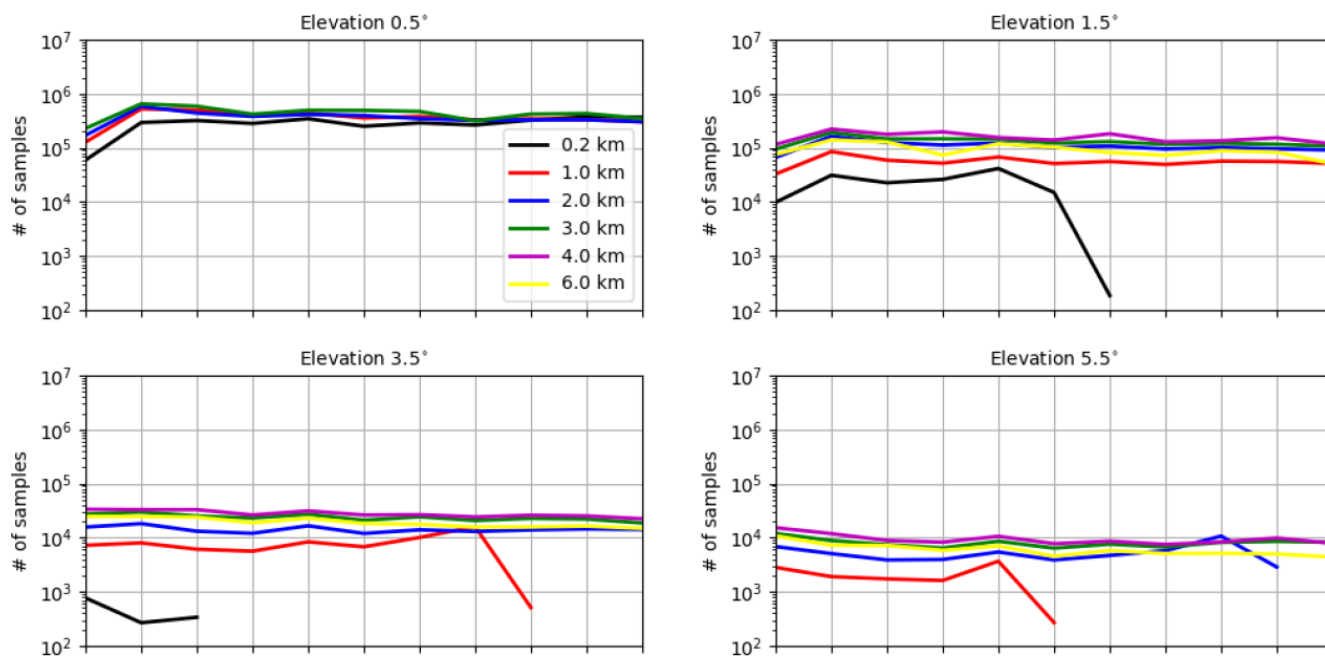 Elevation 0.5°
10⁷
10⁶
10⁵
10⁴
10³
10²
# of samples
0.2 km
1.0 km
2.0 km
3.0 km
4.0 km
6.0 km
Elevation 1.5°
10⁷
10⁶
10⁵
10⁴
10³
10²
# of samples
Elevation 3.5°
10⁷
10⁶
10⁵
10⁴
10³
10²
# of samples
Elevation 5.5°
10⁷
10⁶
10⁵
10⁴
10³
10²
# of samples